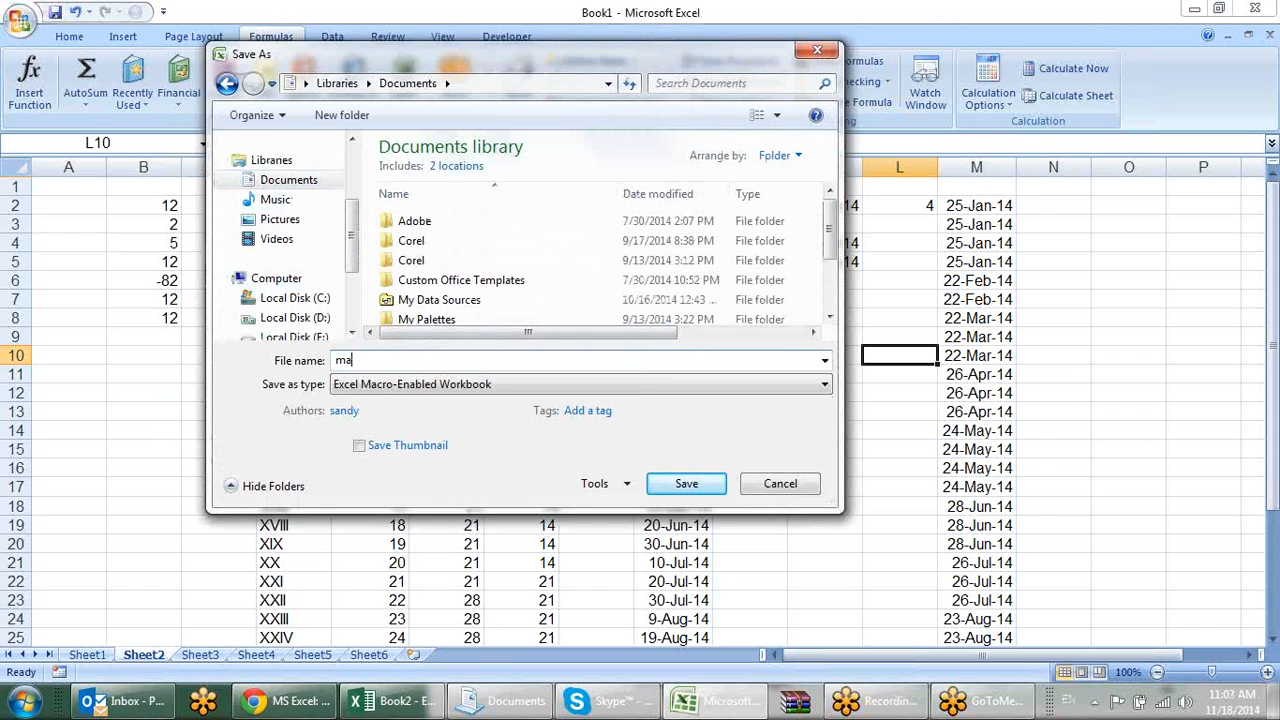 Book1 - Microsoft Excel
Home Insert Page Layout Formulas Data Review View Developer
Save As
Libraries Documents Search Documents
Insert Function
AutoSum
Recently Used
Financial
Watch Window
Calculation Options
Calculate Now
Calculate Sheet
Calculation
Organize New folder
L10
Libraries
Documents
Music
Pictures
Videos
Computer
Local Disk (C:)
Local Disk (D:)
Documents library
Includes: 2 locations
Arrange by: Folder
Name Date modified Type
Adobe 7/30/2014 2:07 PM File folder
Corel 9/17/2014 8:38 PM File folder
Corel 9/13/2014 3:12 PM File folder
Custom Office Templates 7/30/2014 10:52 PM File folder
My Data Sources 10/16/2014 12:43 ... File folder
My Palettes 9/13/2014 3:22 PM File folder
File name: ma
Save as type: Excel Macro-Enabled Workbook
Authors: sandy Tags: Add a tag
Save Thumbnail
Hide Folders Tools Save Cancel
A B L M N O P
1
2 12 14 4 25-Jan-14
3 2 25-Jan-14
4 5 14 25-Jan-14
5 12 14 25-Jan-14
6 -82 22-Feb-14
7 12 22-Feb-14
8 12 22-Mar-14
9 22-Mar-14
10 22-Mar-14
11 26-Apr-14
12 26-Apr-14
13 26-Apr-14
14 24-May-14
15 24-May-14
16 24-May-14
17 24-May-14
18 28-Jun-14
19 XVIII 18 21 14 20-Jun-14 28-Jun-14
20 XIX 19 21 14 30-Jun-14 28-Jun-14
21 XX 20 21 14 10-Jul-14 26-Jul-14
22 XXI 21 21 21 20-Jul-14 26-Jul-14
23 XXII 22 28 21 30-Jul-14 26-Jul-14
24 XXIII 23 28 21 9-Aug-14 23-Aug-14
25 XXIV 24 28 21 19-Aug-14 23-Aug-14
Sheet1 Sheet2 Sheet3 Sheet4 Sheet5 Sheet6
Ready 100%
Inbox - P... MS Excel: ... Book2 - E... Documents Skype™ -... Microsoft... Recording... GoToMe... EN
11:03 AM
11/18/2014